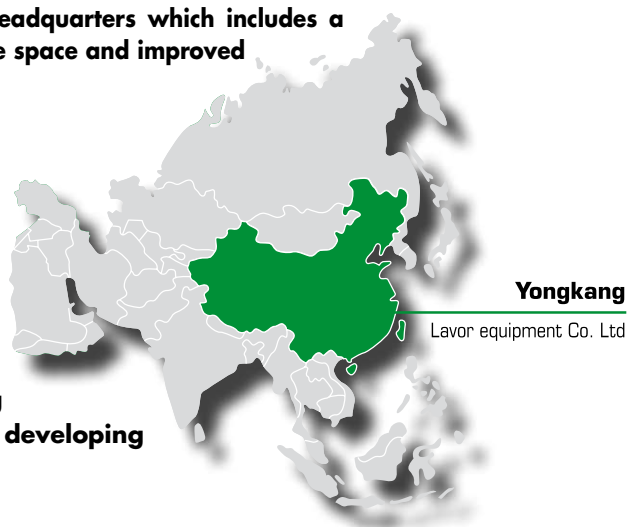 eadquarters which includes a
e space and improved
Yongkang
Lavor equipment Co. Ltd
g
developing